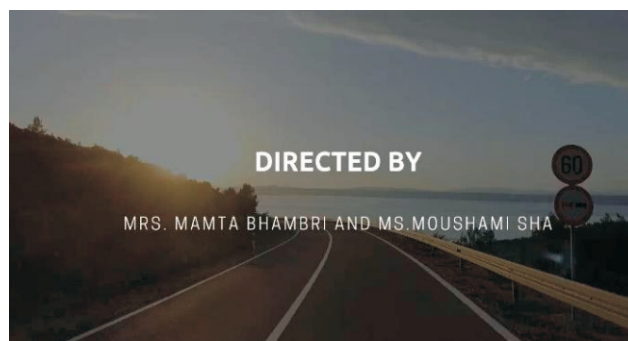 DIRECTED BY
60
MRS. MAMTA BHAMBRI AND MS.MOUSHAMI SHA